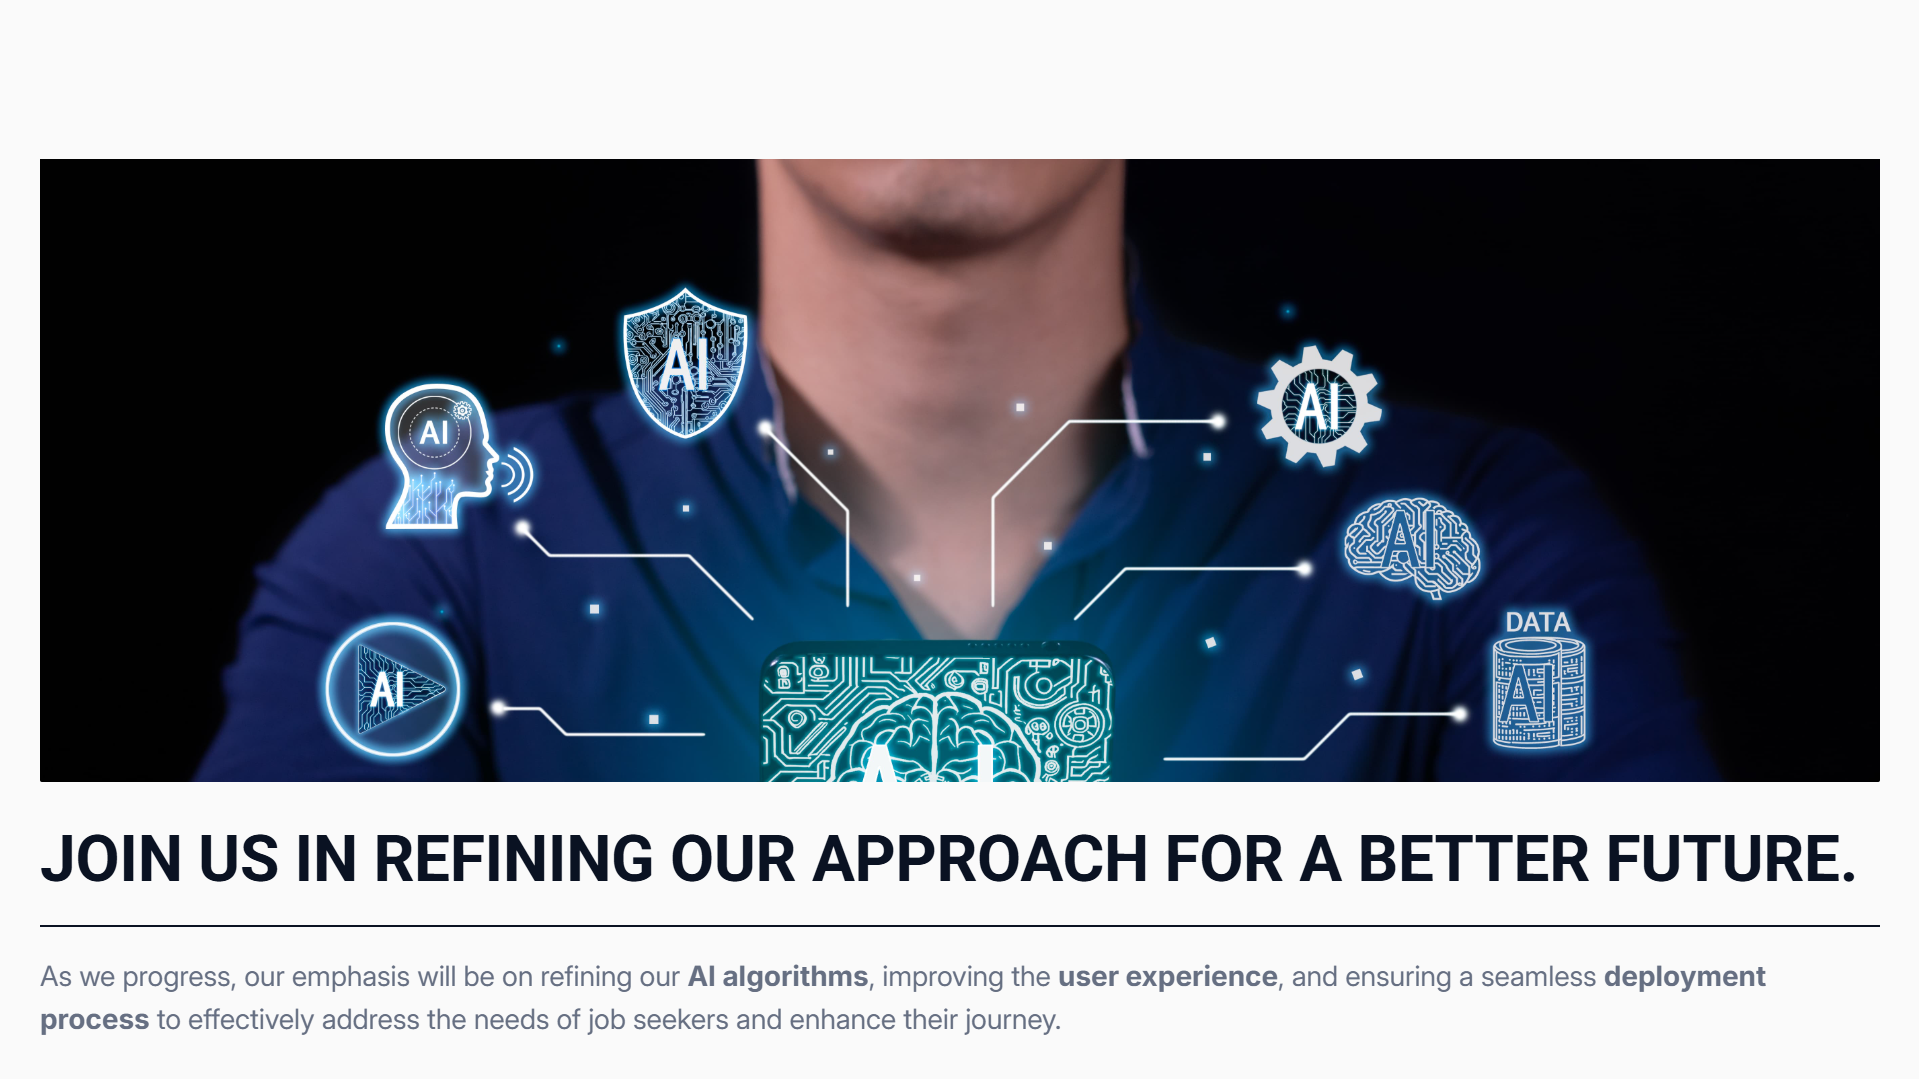 AI
AI
AI
AI
AI
DATA
AI
AI
JOIN US IN REFINING OUR APPROACH FOR A BETTER FUTURE.
As we progress, our emphasis will be on refining our AI algorithms, improving the user experience, and ensuring a seamless deployment
process to effectively address the needs of job seekers and enhance their journey.